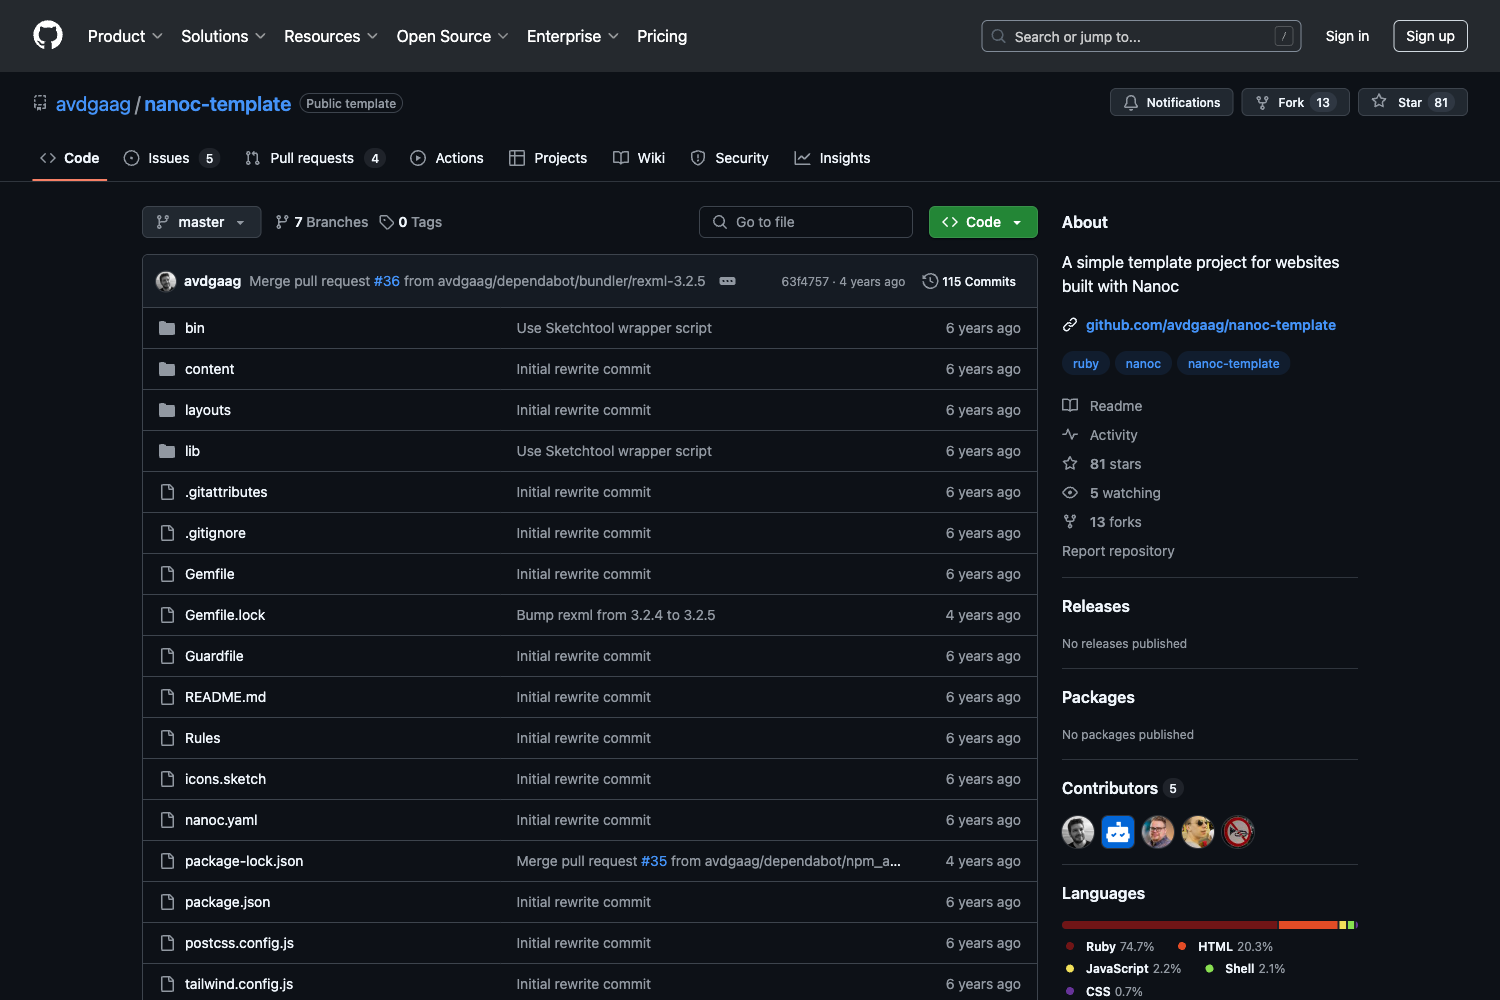 Product Solutions Resources Open Source Enterprise Pricing Search or jump to... / Sign in Sign up
avdgaag / nanoc-template Public template Notifications Fork 13 Star 81
Code Issues 5 Pull requests 4 Actions Projects Wiki Security Insights
master 7 Branches 0 Tags Go to file Code
avdgaag Merge pull request #36 from avdgaag/dependabot/bundler/rexml-3.2.5 63f4757 · 4 years ago 115 Commits
bin Use Sketchtool wrapper script 6 years ago
content Initial rewrite commit 6 years ago
layouts Initial rewrite commit 6 years ago
lib Use Sketchtool wrapper script 6 years ago
.gitattributes Initial rewrite commit 6 years ago
.gitignore Initial rewrite commit 6 years ago
Gemfile Initial rewrite commit 6 years ago
Gemfile.lock Bump rexml from 3.2.4 to 3.2.5 4 years ago
Guardfile Initial rewrite commit 6 years ago
README.md Initial rewrite commit 6 years ago
Rules Initial rewrite commit 6 years ago
icons.sketch Initial rewrite commit 6 years ago
nanoc.yaml Initial rewrite commit 6 years ago
package-lock.json Merge pull request #35 from avdgaag/dependabot/npm_a... 4 years ago
package.json Initial rewrite commit 6 years ago
postcss.config.js Initial rewrite commit 6 years ago
tailwind.config.js Initial rewrite commit 6 years ago
About
A simple template project for websites
built with Nanoc
github.com/avdgaag/nanoc-template
ruby nanoc nanoc-template
Readme
Activity
81 stars
5 watching
13 forks
Report repository
Releases
No releases published
Packages
No packages published
Contributors 5
Languages
Ruby 74.7% HTML 20.3%
JavaScript 2.2% Shell 2.1%
CSS 0.7%